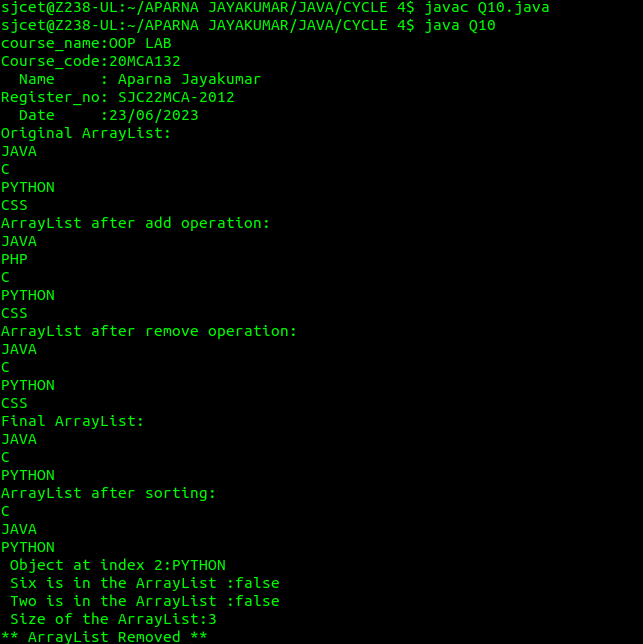 sjcet@Z238-UL:~/APARNA JAYAKUMAR/JAVA/CYCLE 4$ javac Q10.java
sjcet@Z238-UL:~/APARNA JAYAKUMAR/JAVA/CYCLE 4$ java Q10
course_name:OOP LAB
Course_code:20MCA132
  Name     : Aparna Jayakumar
Register_no: SJC22MCA-2012
  Date     :23/06/2023
Original ArrayList:
JAVA
C
PYTHON
CSS
ArrayList after add operation:
JAVA
PHP
C
PYTHON
CSS
ArrayList after remove operation:
JAVA
C
PYTHON
CSS
Final ArrayList:
JAVA
C
PYTHON
ArrayList after sorting:
C
JAVA
PYTHON
 Object at index 2:PYTHON
 Six is in the ArrayList :false
 Two is in the ArrayList :false
 Size of the ArrayList:3
** ArrayList Removed **